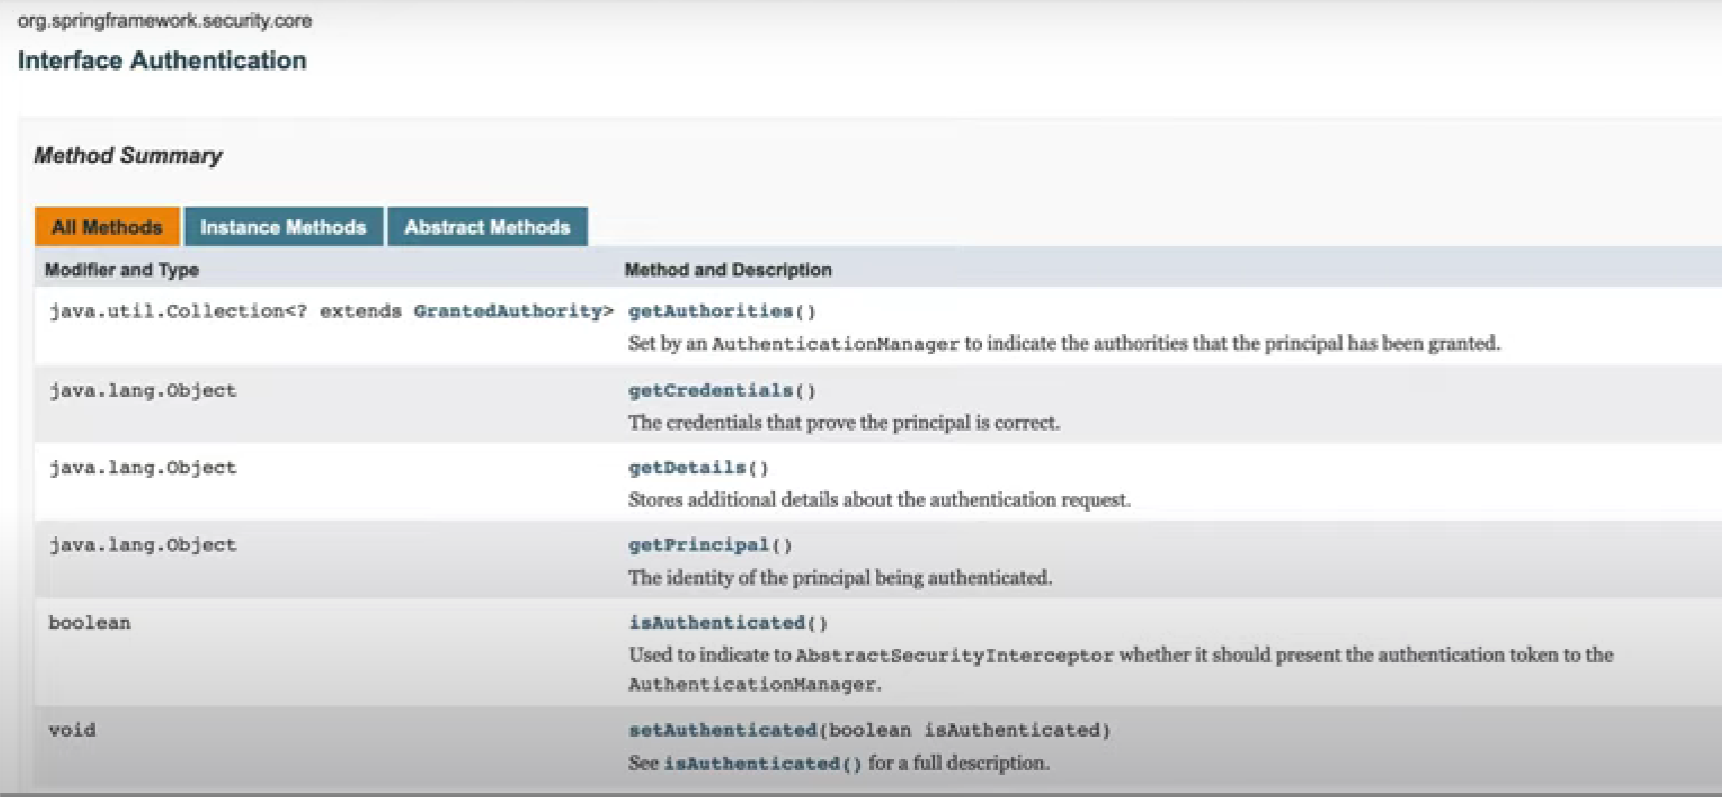 org.springframework.security.core
Interface Authentication
Method Summary
All Methods Instance Methods Abstract Methods
Modifier and Type Method and Description
java.util.Collection<? extends GrantedAuthority> getAuthorities()
Set by an AuthenticationManager to indicate the authorities that the principal has been granted.
java.lang.Object getCredentials()
The credentials that prove the principal is correct.
java.lang.Object getDetails()
Stores additional details about the authentication request.
java.lang.Object getPrincipal()
The identity of the principal being authenticated.
boolean isAuthenticated()
Used to indicate to AbstractSecurityInterceptor whether it should present the authentication token to the
AuthenticationManager.
void setAuthenticated(boolean isAuthenticated)
See isAuthenticated() for a full description.